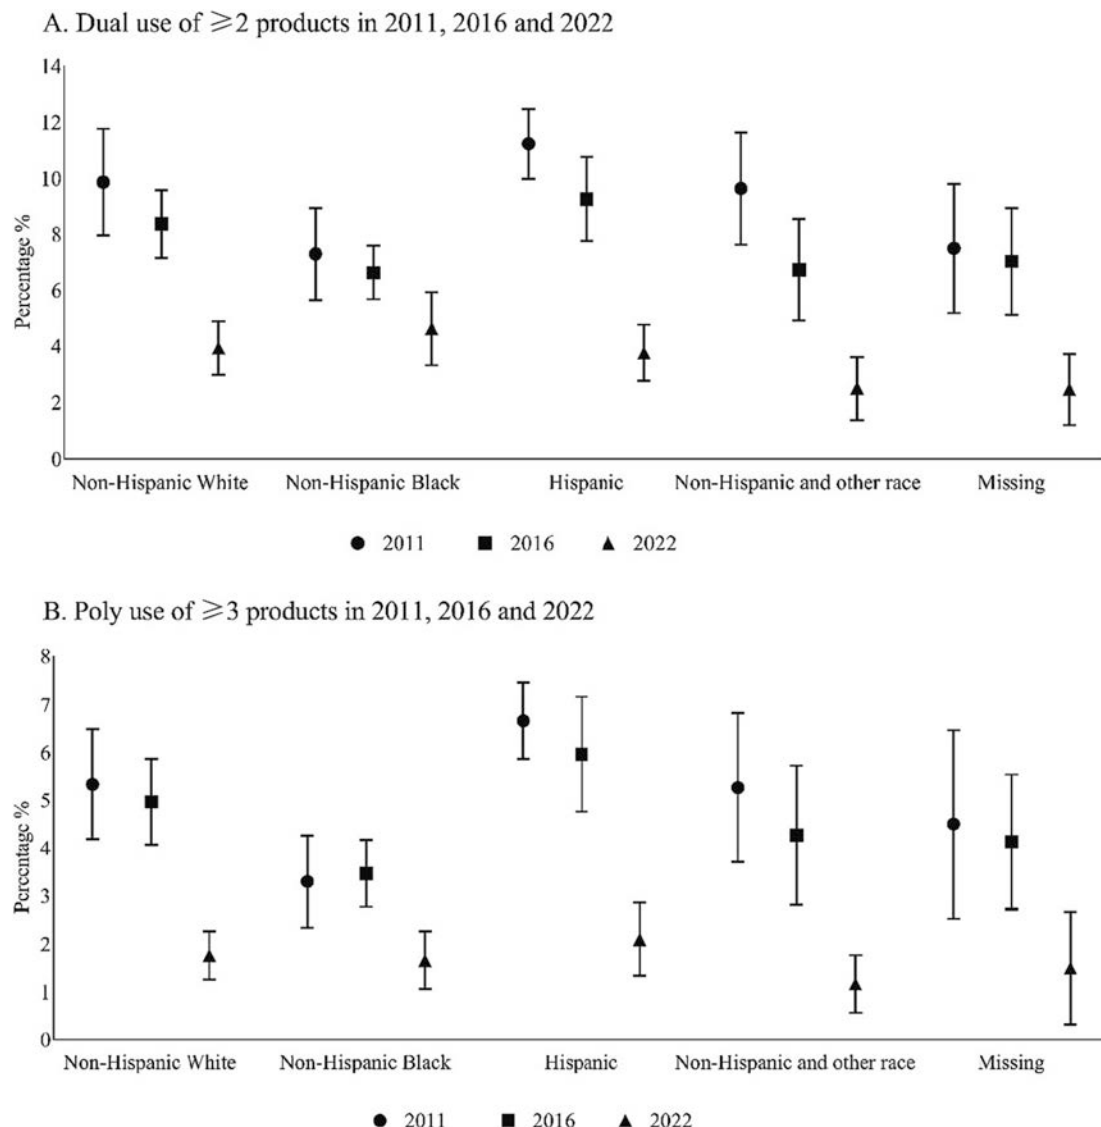 A. Dual use of ≥2 products in 2011, 2016 and 2022
14
12
10
8
6
4
2
0
Percentage %
Non-Hispanic White Non-Hispanic Black Hispanic Non-Hispanic and other race Missing
● 2011 ■ 2016 ▲ 2022
B. Poly use of ≥3 products in 2011, 2016 and 2022
8
7
6
5
4
3
2
1
0
Percentage %
Non-Hispanic White Non-Hispanic Black Hispanic Non-Hispanic and other race Missing
● 2011 ■ 2016 ▲ 2022